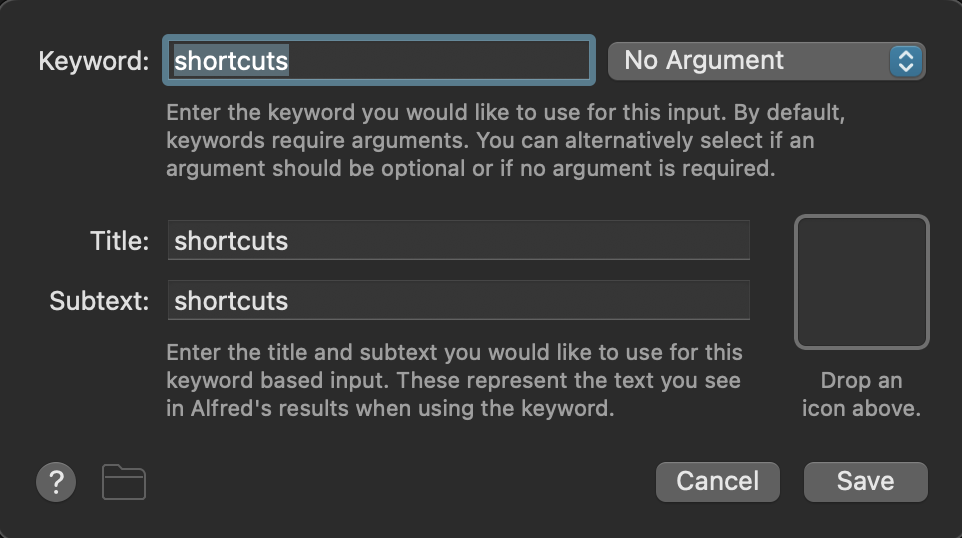 Keyword: shortcuts No Argument
Enter the keyword you would like to use for this input. By default,
keywords require arguments. You can alternatively select if an
argument should be optional or if no argument is required.
Title: shortcuts
Subtext: shortcuts
Enter the title and subtext you would like to use for this
keyword based input. These represent the text you see
in Alfred's results when using the keyword.
Drop an
icon above.
? Cancel Save